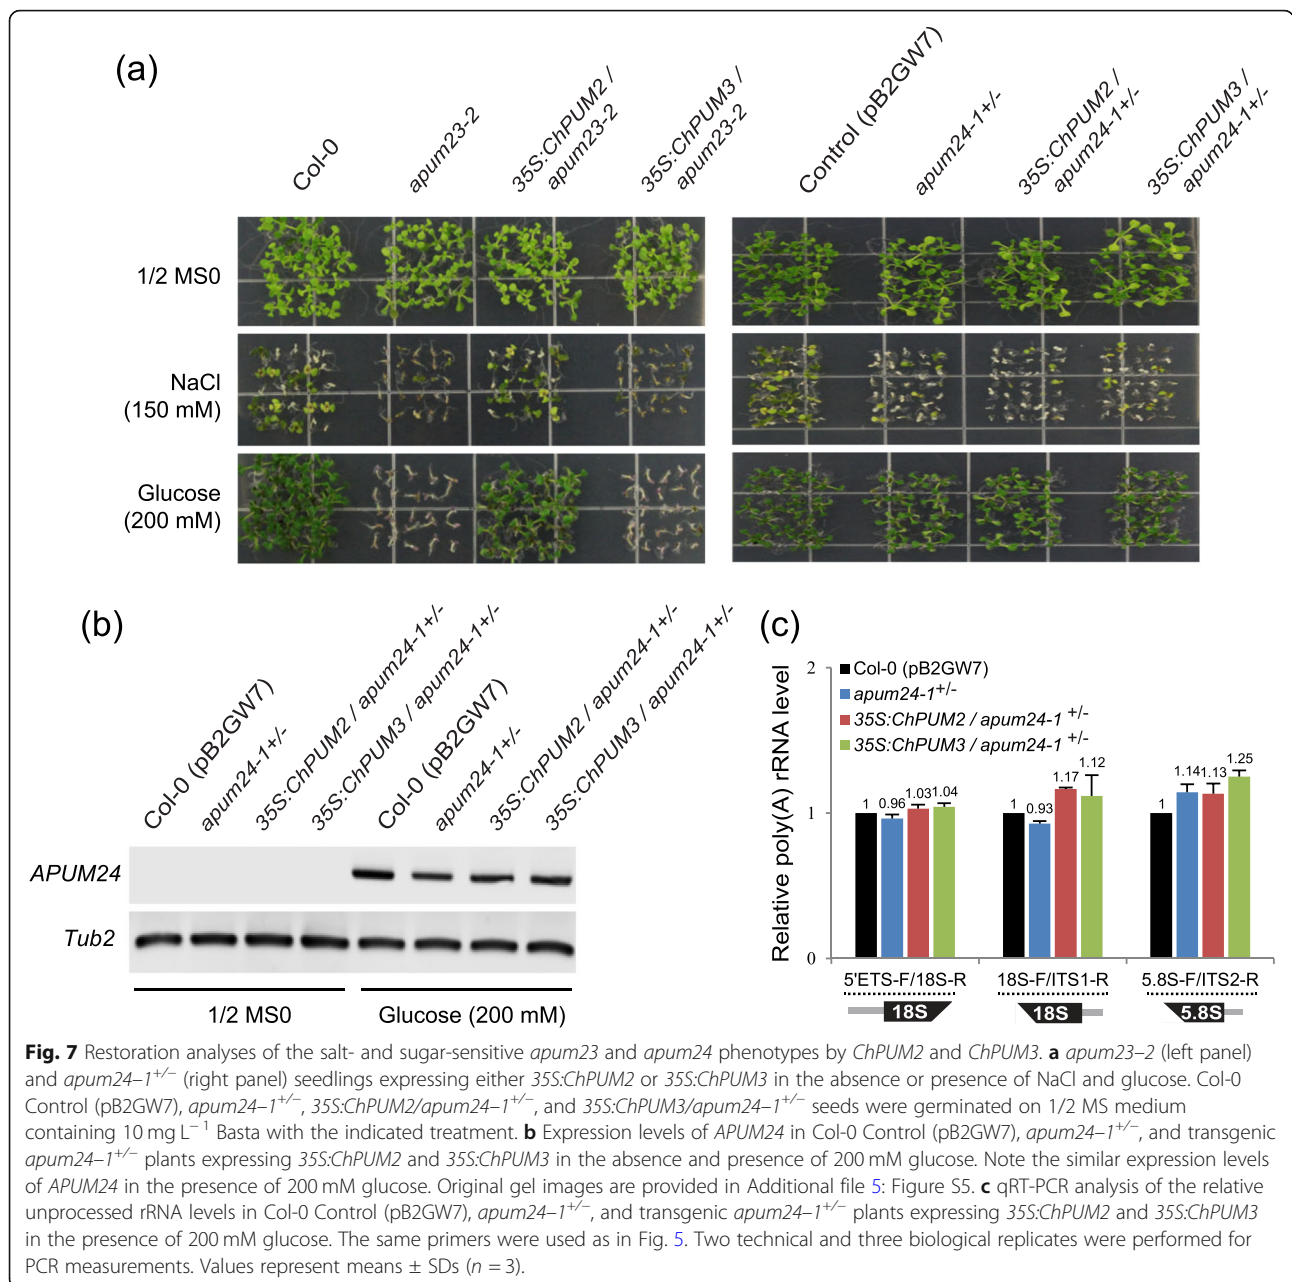 (a)
Col-0
apum23-2
35S:ChPUM2 /
apum23-2
35S:ChPUM3 /
apum23-2
Control (pB2GW7)
apum24-1+/-
35S:ChPUM2 /
apum24-1+/-
35S:ChPUM3 /
apum24-1+/-
1/2 MS0
NaCl
(150 mM)
Glucose
(200 mM)
(b)
Col-0 (pB2GW7)
apum24-1+/-
35S:ChPUM2 / apum24-1+/-
35S:ChPUM3 / apum24-1+/-
Col-0 (pB2GW7)
apum24-1+/-
35S:ChPUM2 / apum24-1+/-
35S:ChPUM3 / apum24-1+/-
APUM24
Tub2
1/2 MS0
Glucose (200 mM)
(c)
Relative poly(A) rRNA level
2
1
0
Col-0 (pB2GW7)
apum24-1+/-
35S:ChPUM2 / apum24-1 +/-
35S:ChPUM3 / apum24-1 +/-
1 0.96 1.03 1.04
1 0.93 1.17 1.12
1 1.14 1.13 1.25
5'ETS-F/18S-R
18S-F/ITS1-R
5.8S-F/ITS2-R
18S
18S
5.8S
Fig. 7 Restoration analyses of the salt- and sugar-sensitive apum23 and apum24 phenotypes by ChPUM2 and ChPUM3. a apum23–2 (left panel)
and apum24–1+/− (right panel) seedlings expressing either 35S:ChPUM2 or 35S:ChPUM3 in the absence or presence of NaCl and glucose. Col-0
Control (pB2GW7), apum24–1+/−, 35S:ChPUM2/apum24–1+/−, and 35S:ChPUM3/apum24–1+/− seeds were germinated on 1/2 MS medium
containing 10 mg L− 1 Basta with the indicated treatment. b Expression levels of APUM24 in Col-0 Control (pB2GW7), apum24–1+/−, and transgenic
apum24–1+/− plants expressing 35S:ChPUM2 and 35S:ChPUM3 in the absence and presence of 200 mM glucose. Note the similar expression levels
of APUM24 in the presence of 200 mM glucose. Original gel images are provided in Additional file 5: Figure S5. c qRT-PCR analysis of the relative
unprocessed rRNA levels in Col-0 Control (pB2GW7), apum24–1+/−, and transgenic apum24–1+/− plants expressing 35S:ChPUM2 and 35S:ChPUM3
in the presence of 200 mM glucose. The same primers were used as in Fig. 5. Two technical and three biological replicates were performed for
PCR measurements. Values represent means ± SDs (n = 3).